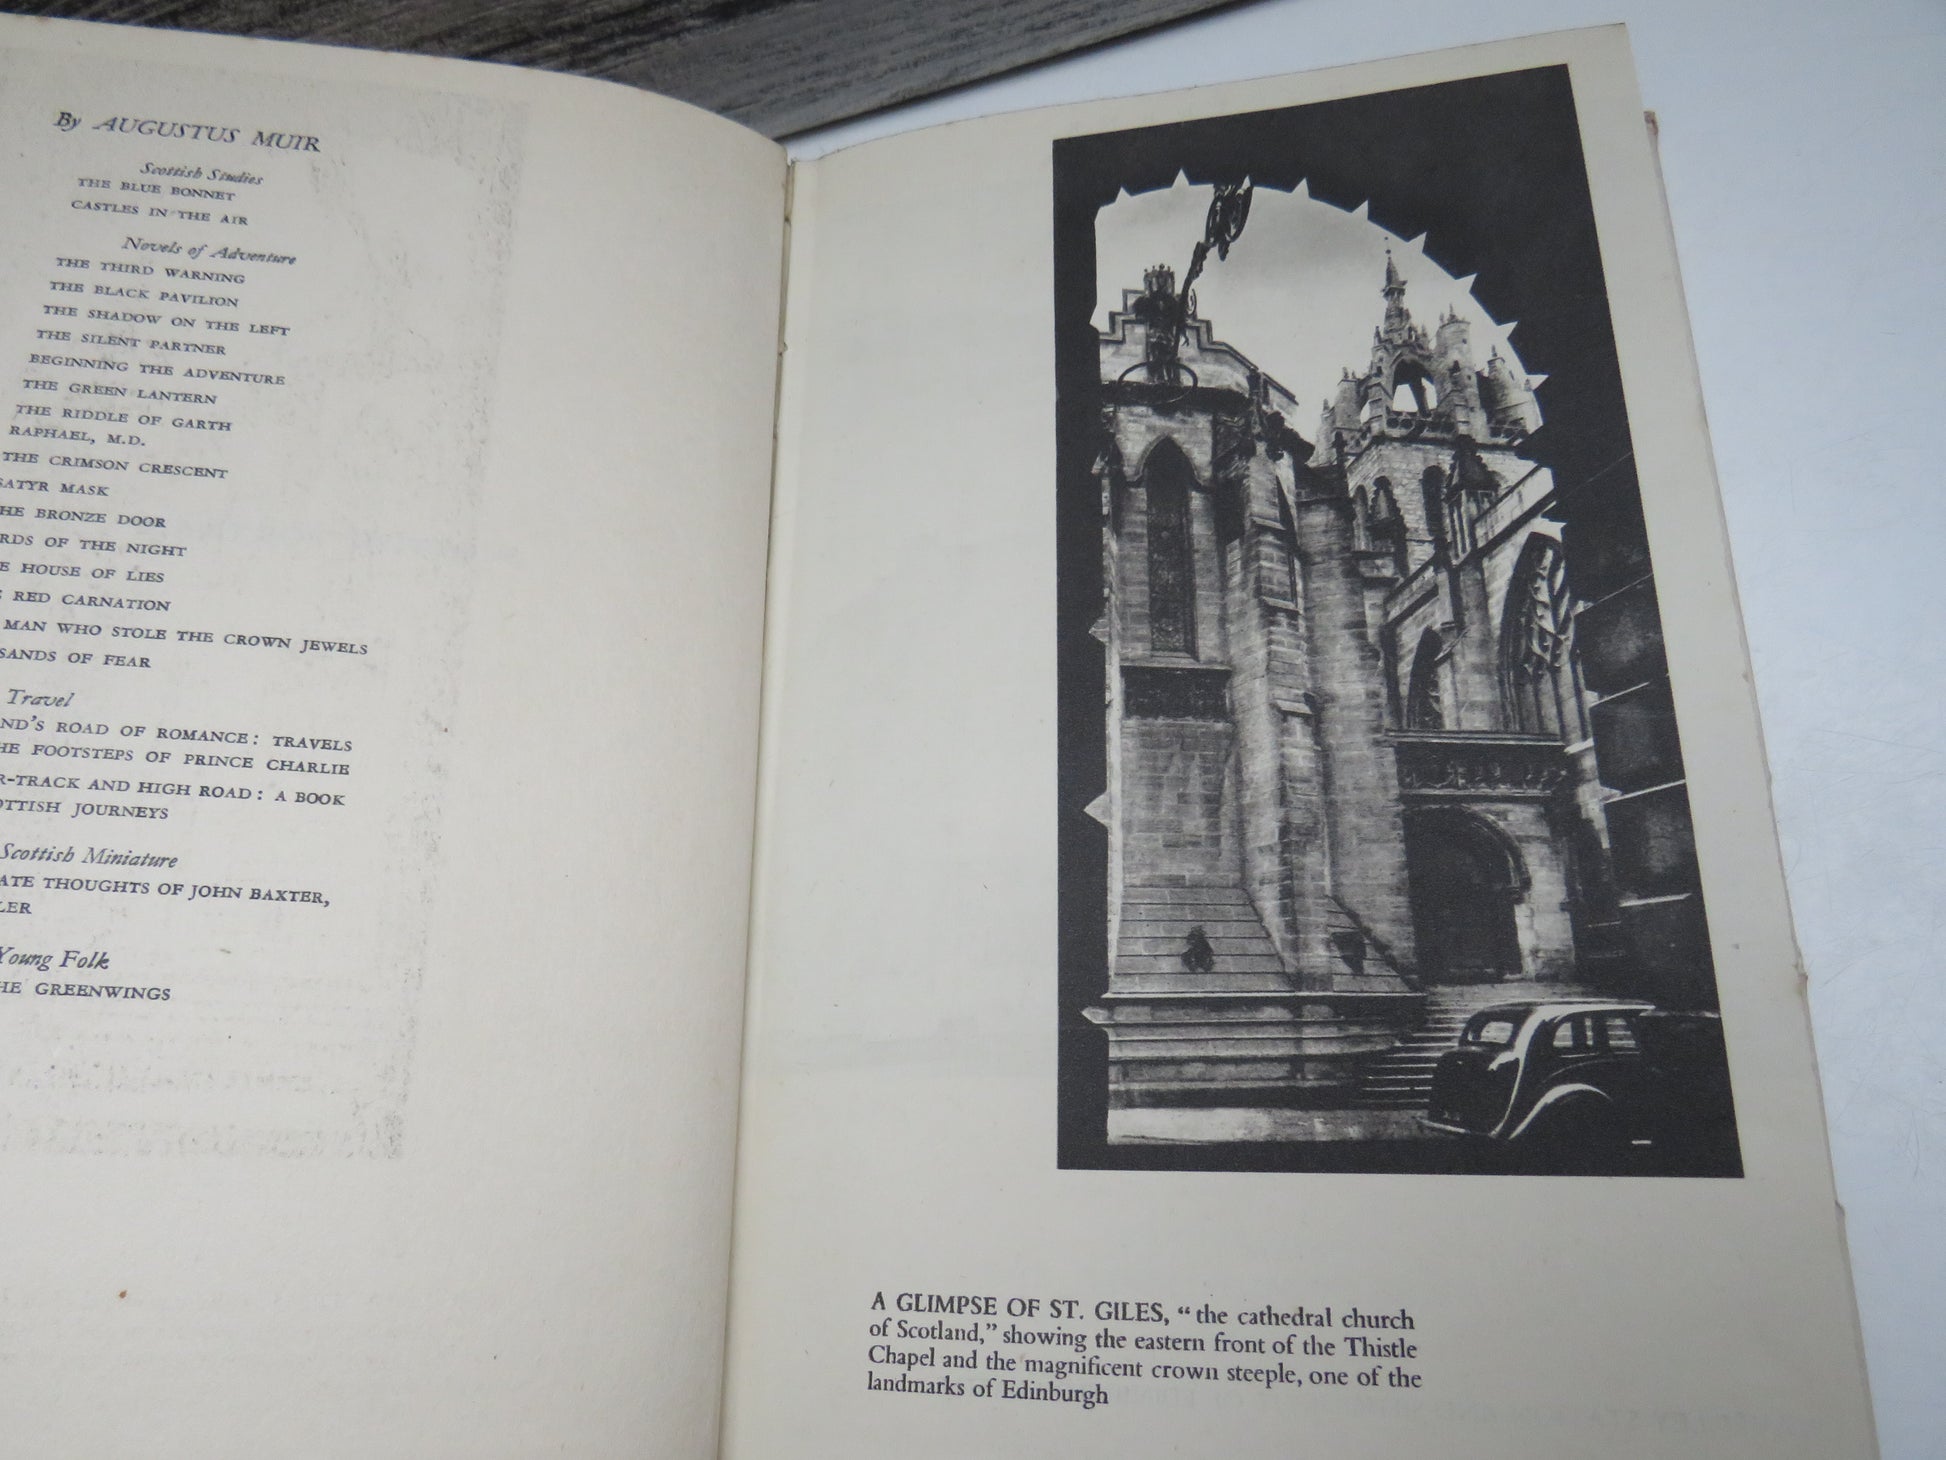 By AUGUSTUS MUIR
Scottish Studies
THE BLUE BONNET
CASTLES IN THE AIR
Novels of Adventure
THE THIRD WARNING
THE BLACK PAVILION
THE SHADOW ON THE LEFT
THE SILENT PARTNER
BEGINNING THE ADVENTURE
THE GREEN LANTERN
THE RIDDLE OF GARTH
RAPHAEL, M.D.
THE CRIMSON CRESCENT
SATYR MASK
HE BRONZE DOOR
RDS OF THE NIGHT
E HOUSE OF LIES
RED CARNATION
MAN WHO STOLE THE CROWN JEWELS
SANDS OF FEAR
Travel
ND'S ROAD OF ROMANCE: TRAVELS
HE FOOTSTEPS OF PRINCE CHARLIE
R-TRACK AND HIGH ROAD: A BOOK
OTTISH JOURNEYS
Scottish Miniature
ATE THOUGHTS OF JOHN BAXTER,
LER
Young Folk
HE GREENWINGS
A GLIMPSE OF ST. GILES, "the cathedral church
of Scotland," showing the eastern front of the Thistle
Chapel and the magnificent crown steeple, one of the
landmarks of Edinburgh